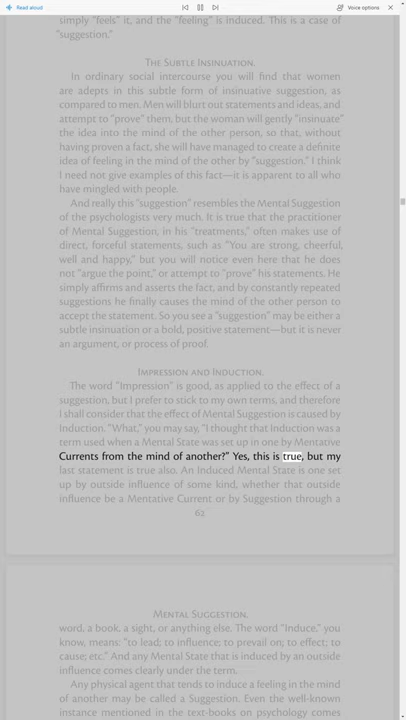 Read aloud
Voice options
simply "feels" it, and the "feeling" is induced. This is a case of
"suggestion."
The Subtle Insinuation.
In ordinary social intercourse you will find that women
are adepts in this subtle form of insinuative suggestion, as
compared to men. Men will blurt out statements and ideas, and
attempt to "prove" them, but the woman will gently "insinuate"
the idea into the mind of the other person, so that, without
having proven a fact, she will have managed to create a definite
idea of feeling in the mind of the other by "suggestion." I think
I need not give examples of this fact—it is apparent to all who
have mingled with people.
And really this "suggestion" resembles the Mental Suggestion
of the psychologists very much. It is true that the practitioner
of Mental Suggestion, in his "treatments," often makes use of
direct, forceful statements, such as "You are strong, cheerful,
well and happy," but you will notice even here that he does
not "argue the point," or attempt to "prove" his statements. He
simply affirms and asserts the fact, and by constantly repeated
suggestions he finally causes the mind of the other person to
accept the statement. So you see a "suggestion" may be either a
subtle insinuation or a bold, positive statement—but it is never
an argument, or process of proof.
Impression and Induction.
The word "Impression" is good, as applied to the effect of a
suggestion, but I prefer to stick to my own terms, and therefore
I shall consider that the effect of Mental Suggestion is caused by
Induction. "What," you may say, "I thought that Induction was a
term used when a Mental State was set up in one by Mentative
Currents from the mind of another?" Yes, this is true, but my
last statement is true also. An Induced Mental State is one set
up by outside influence of some kind, whether that outside
influence be a Mentative Current or by Suggestion through a
62
Mental Suggestion.
word, a book, a sight, or anything else. The word "Induce," you
know, means: "to lead; to influence; to prevail on; to effect; to
cause; etc." And any Mental State that is induced by an outside
influence comes clearly under the term.
Any physical agent that tends to induce a feeling in the mind
of another may be called a Suggestion. Even the well-known
instance mentioned in the text-books on psychology comes